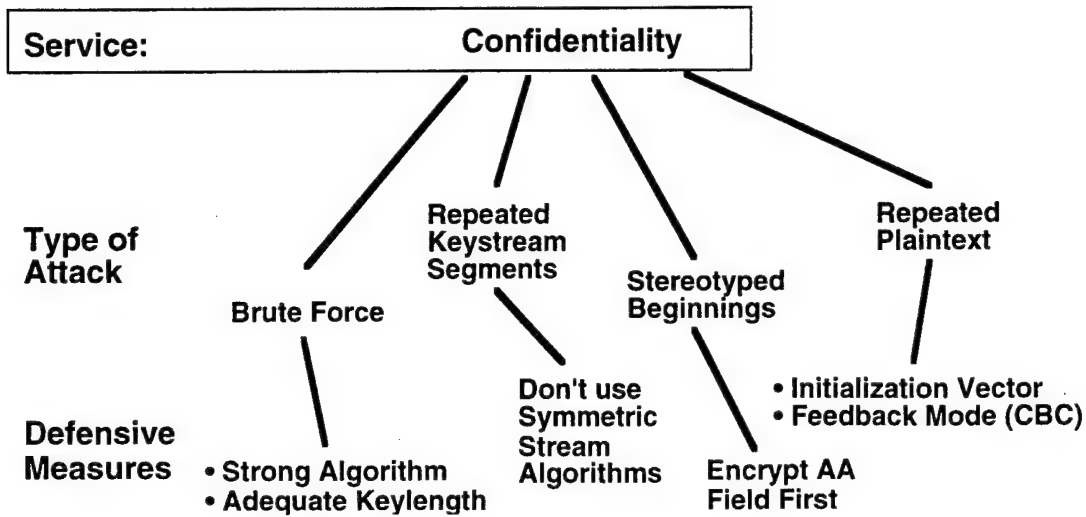 Service: Confidentiality
Type of
Attack
Brute Force
Repeated
Keystream
Segments
Stereotyped
Beginnings
Repeated
Plaintext
Defensive
Measures
• Strong Algorithm
• Adequate Keylength
Don't use
Symmetric
Stream
Algorithms
Encrypt AA
Field First
• Initialization Vector
• Feedback Mode (CBC)